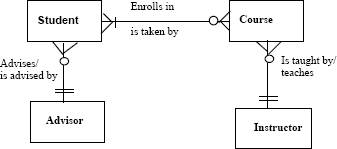 Enrolls in
Student
Course
is taken by
Advises/
is advised by
Is taught by/
teaches
Advisor
Instructor